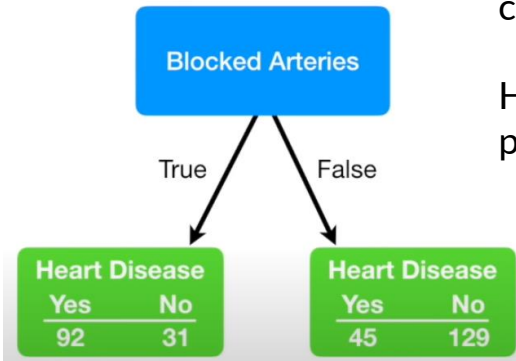 c
H
p
Blocked Arteries
True
False
Heart Disease
Yes No
92 31
Heart Disease
Yes No
45 129